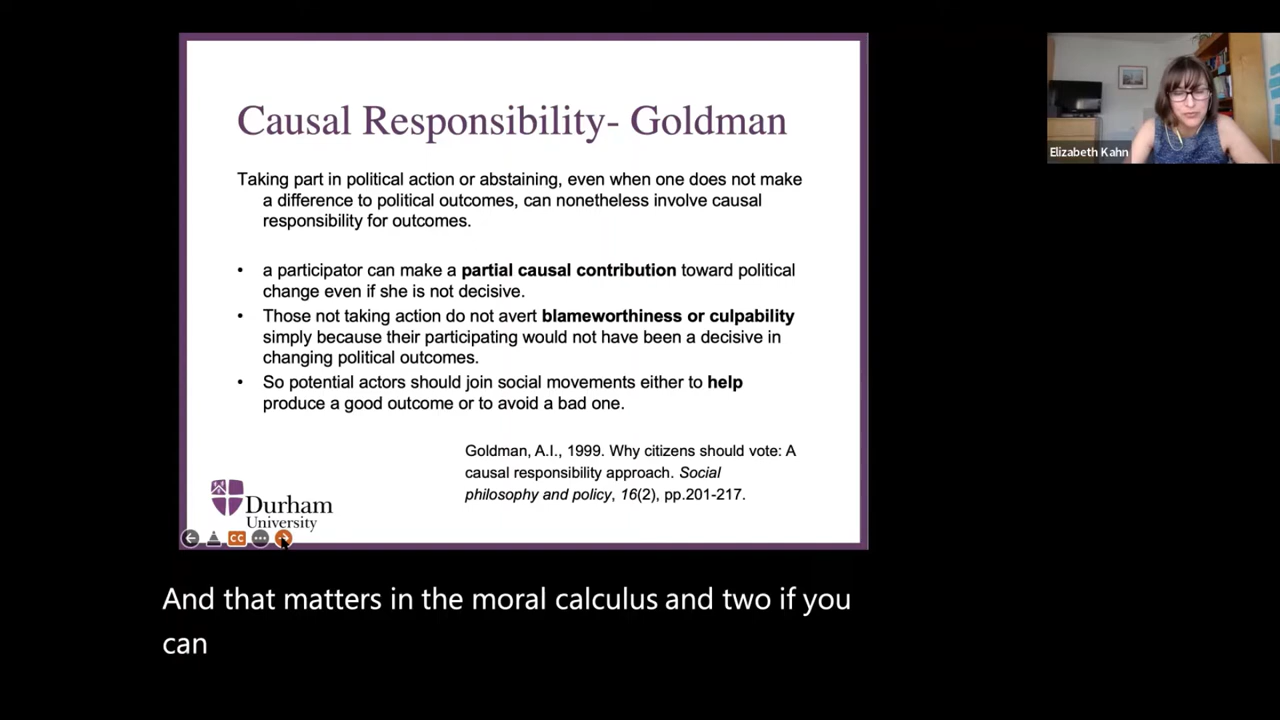 Causal Responsibility- Goldman
Taking part in political action or abstaining, even when one does not make
a difference to political outcomes, can nonetheless involve causal
responsibility for outcomes.
• a participator can make a partial causal contribution toward political
change even if she is not decisive.
• Those not taking action do not avert blameworthiness or culpability
simply because their participating would not have been a decisive in
changing political outcomes.
• So potential actors should join social movements either to help
produce a good outcome or to avoid a bad one.
Goldman, A.I., 1999. Why citizens should vote: A
causal responsibility approach. Social
philosophy and policy, 16(2), pp.201-217.
Durham
University
CC
Elizabeth Kahn
And that matters in the moral calculus and two if you
can